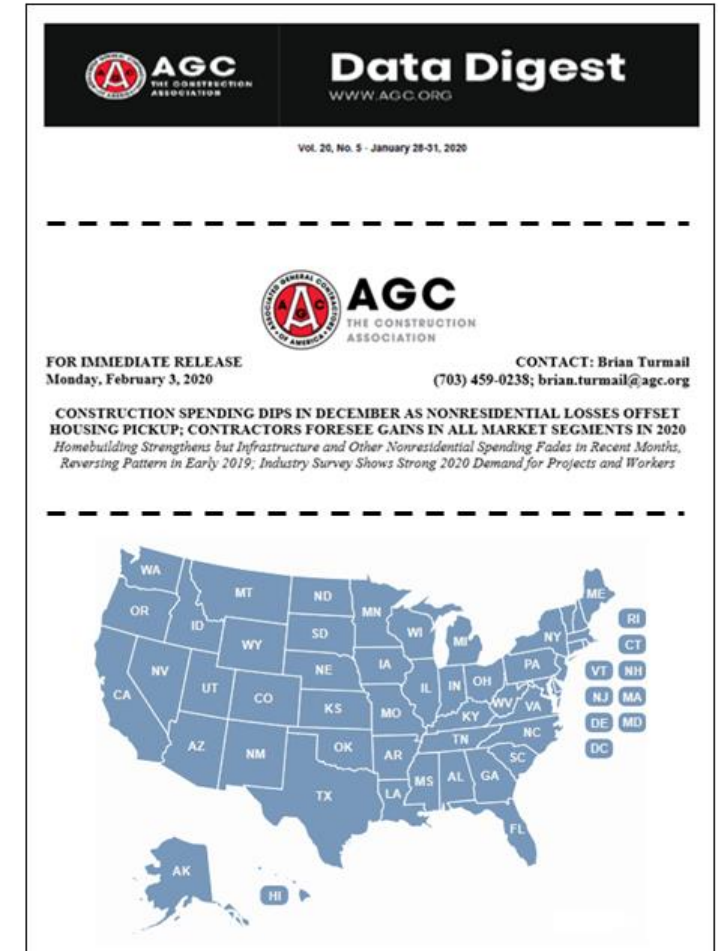 AGC
THE CONSTRUCTION
ASSOCIATION
Data Digest
WWW.AGC.ORG
Vol. 20, No. 5 - January 28-31, 2020
ASSOCIATED GENERAL CONTRACTORS
OF AMERICA
AGC
AGC
THE CONSTRUCTION
ASSOCIATION
FOR IMMEDIATE RELEASE
Monday, February 3, 2020
CONTACT: Brian Turmail
(703) 459-0238; brian.turmail@agc.org
CONSTRUCTION SPENDING DIPS IN DECEMBER AS NONRESIDENTIAL LOSSES OFFSET
HOUSING PICKUP; CONTRACTORS FORESEE GAINS IN ALL MARKET SEGMENTS IN 2020
Homebuilding Strengthens but Infrastructure and Other Nonresidential Spending Fades in Recent Months,
Reversing Pattern in Early 2019; Industry Survey Shows Strong 2020 Demand for Projects and Workers
WA
MT
ND
MN
ME
OR
ID
WY
SD
WI
MI
NY
RI
CT
NV
UT
CO
NE
IA
IL
IN
OH
PA
VT
NH
CA
KS
MO
KY
WV
VA
NJ
MA
AZ
NM
OK
AR
TN
NC
DE
MD
TX
LA
MS
AL
GA
SC
DC
FL
AK
HI